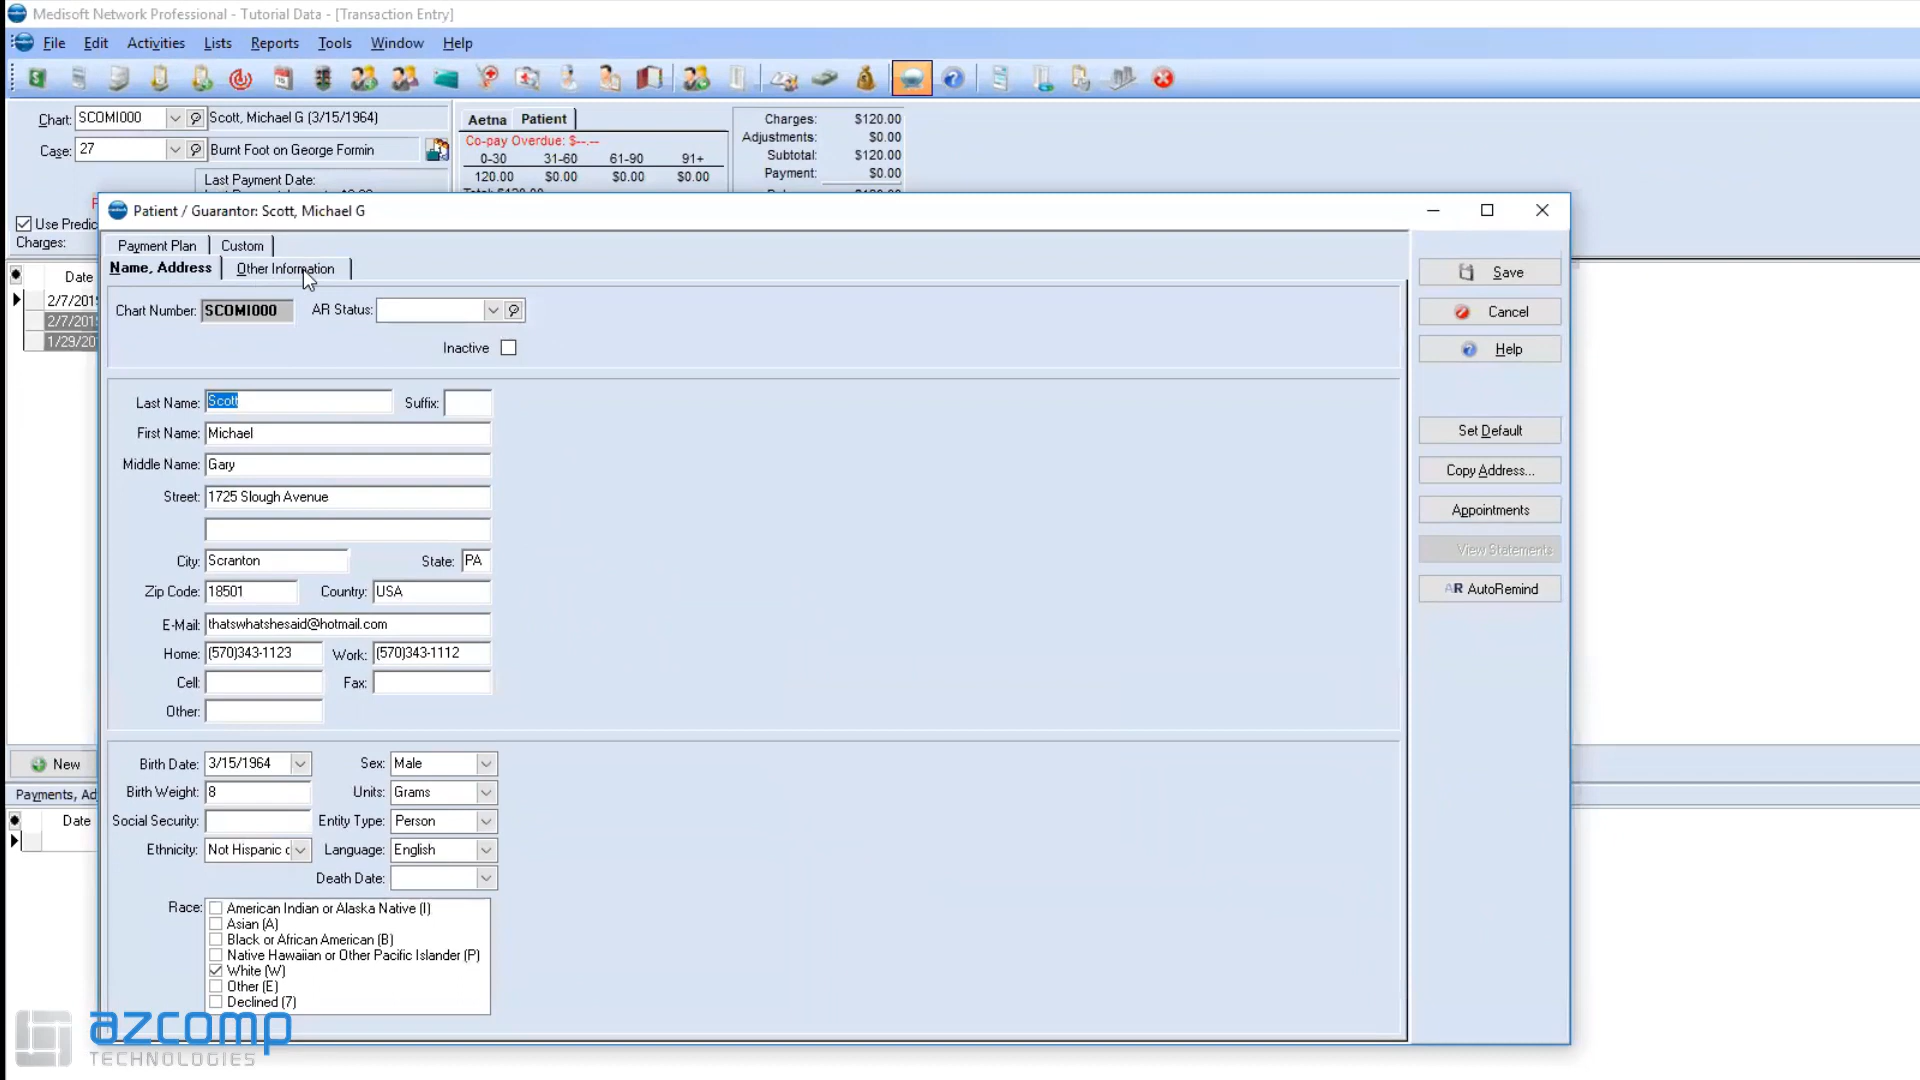 Medisoft Network Professional - Tutorial Data - [Transaction Entry]
File Edit Activities Lists Reports Tools Window Help
Chart: SCOMI000 Scott, Michael G (3/15/1964)
Case: 27 Burnt Foot on George Formin
Last Payment Date:
Use Predic
Charges:
Aetna Patient
Co-pay Overdue: $--.--
0-30 31-60 61-90 91+
120.00 $0.00 $0.00 $0.00
Charges: $120.00
Adjustments: $0.00
Subtotal: $120.00
Payment: $0.00
Patient / Guarantor: Scott, Michael G
Payment Plan Custom
Name, Address Other Information
Date
2/7/201
2/7/201
1/29/20
Chart Number: SCOMI000 AR Status:
Inactive
Last Name: Scott Suffix:
First Name: Michael
Middle Name: Gary
Street: 1725 Slough Avenue
City: Scranton State: PA
Zip Code: 18501 Country: USA
E-Mail: thatswhatshesaid@hotmail.com
Home: (570)343-1123 Work: (570)343-1112
Cell: Fax:
Other:
Birth Date: 3/15/1964 Sex: Male
Birth Weight: 8 Units: Grams
Social Security: Entity Type: Person
Ethnicity: Not Hispanic c Language: English
Death Date:
Race: American Indian or Alaska Native (I)
Asian (A)
Black or African American (B)
Native Hawaiian or Other Pacific Islander (P)
White (W)
Other (E)
Declined (7)
Save
Cancel
Help
Set Default
Copy Address...
Appointments
View Statements
AR AutoRemind
New
Payments, Ad
Date
azcomp
TECHNOLOGIES